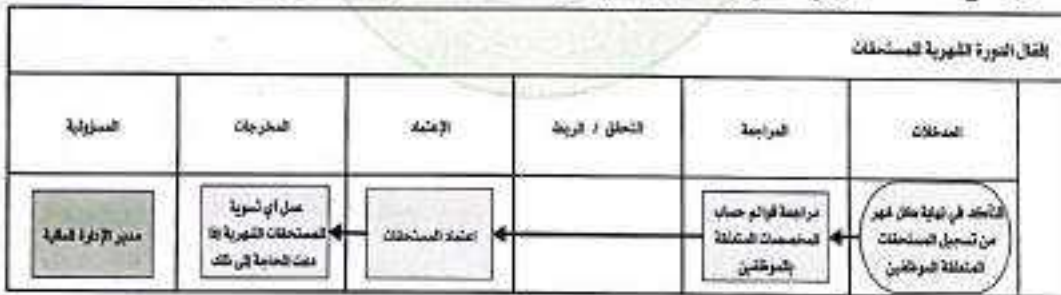 إقفال الدورة الشهرية للمستحقات
المدخلات
المراجعة
التحقق / الربط
الإعتماد
المخرجات
المسؤولية
التأكد في نهاية كل شهر
من تسجيل المستحقات
المتعلقة الموظفين
مراجعة قوائم حساب
المخصصات المتعلقة
بالموظفين
اعتماد المستحقات
عمل أي تسوية
للمستحقات الشهرية إذا
دعت الحاجة إلى ذلك
مدير الإدارة المالية